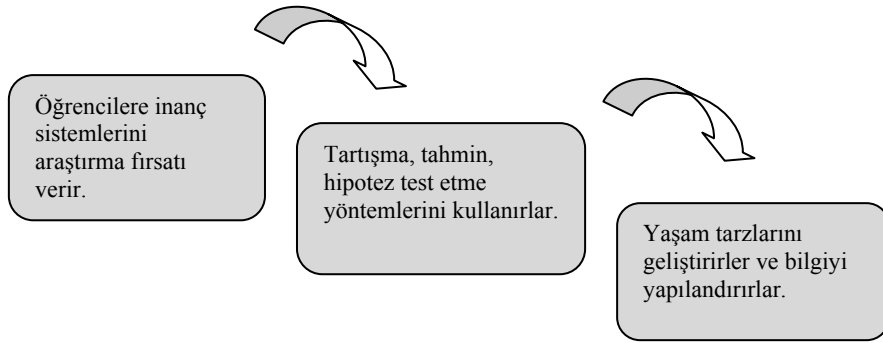 Öğrencilere inanç
sistemlerini
araştırma fırsatı
verir.
Tartışma, tahmin,
hipotez test etme
yöntemlerini kullanırlar.
Yaşam tarzlarını
geliştirirler ve bilgiyi
yapılandırırlar.